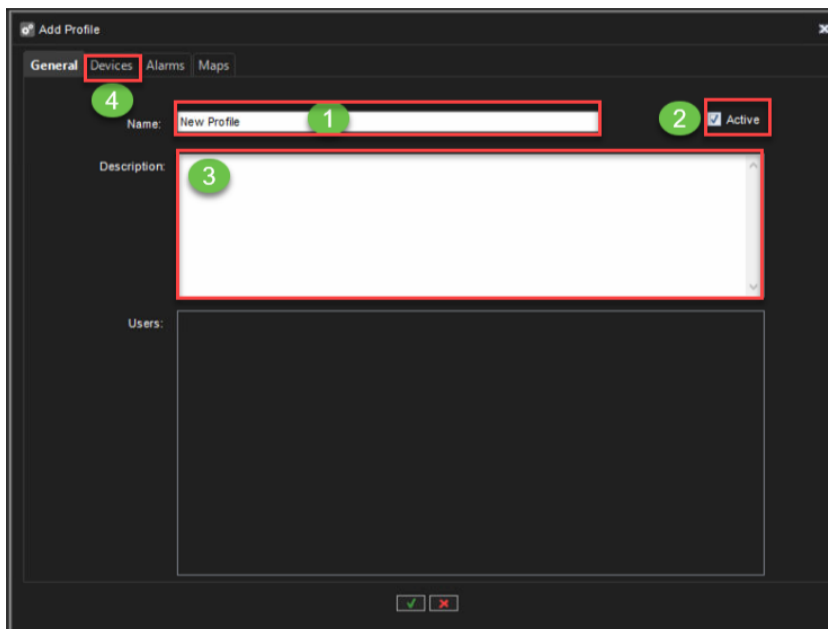 Add Profile
General Devices Alarms Maps
4
Name: New Profile 1 2 Active
Description: 3
Users: